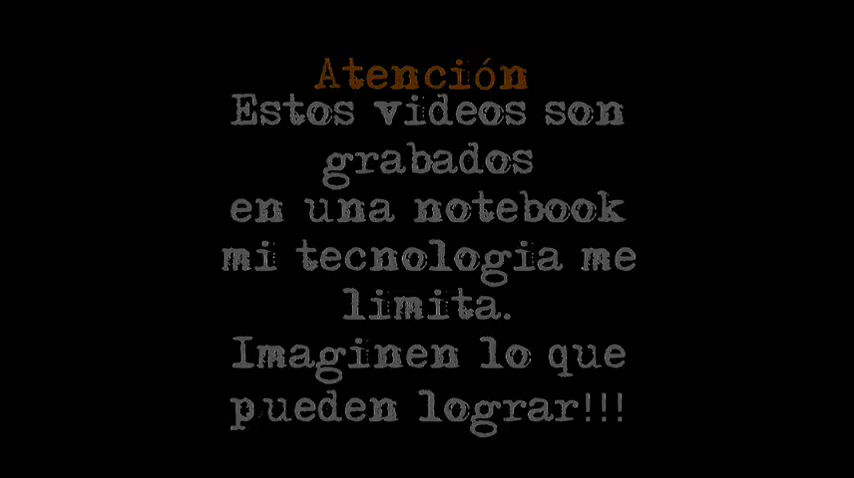 Atención
Estos videos son
grabados
en una notebook
mi tecnologia me
limita.
Imaginen lo que
pueden lograr!!!